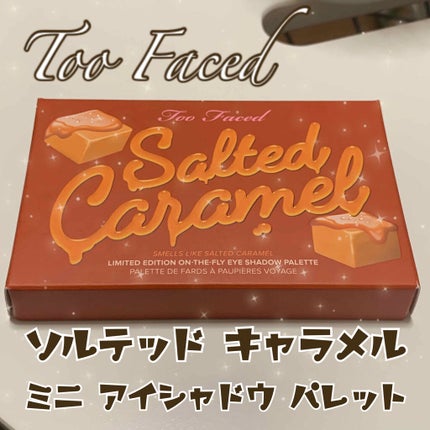 Too Faced
Too Faced
Salted
Caramel
SMELLS LIKE SALTED CARAMEL
LIMITED EDITION ON-THE-FLY EYE SHADOW PALETTE
PALETTE DE FARDS À PAUPIÈRES VOYAGE
ソルテッド キャラメル
ミニ アイシャドウ パレット